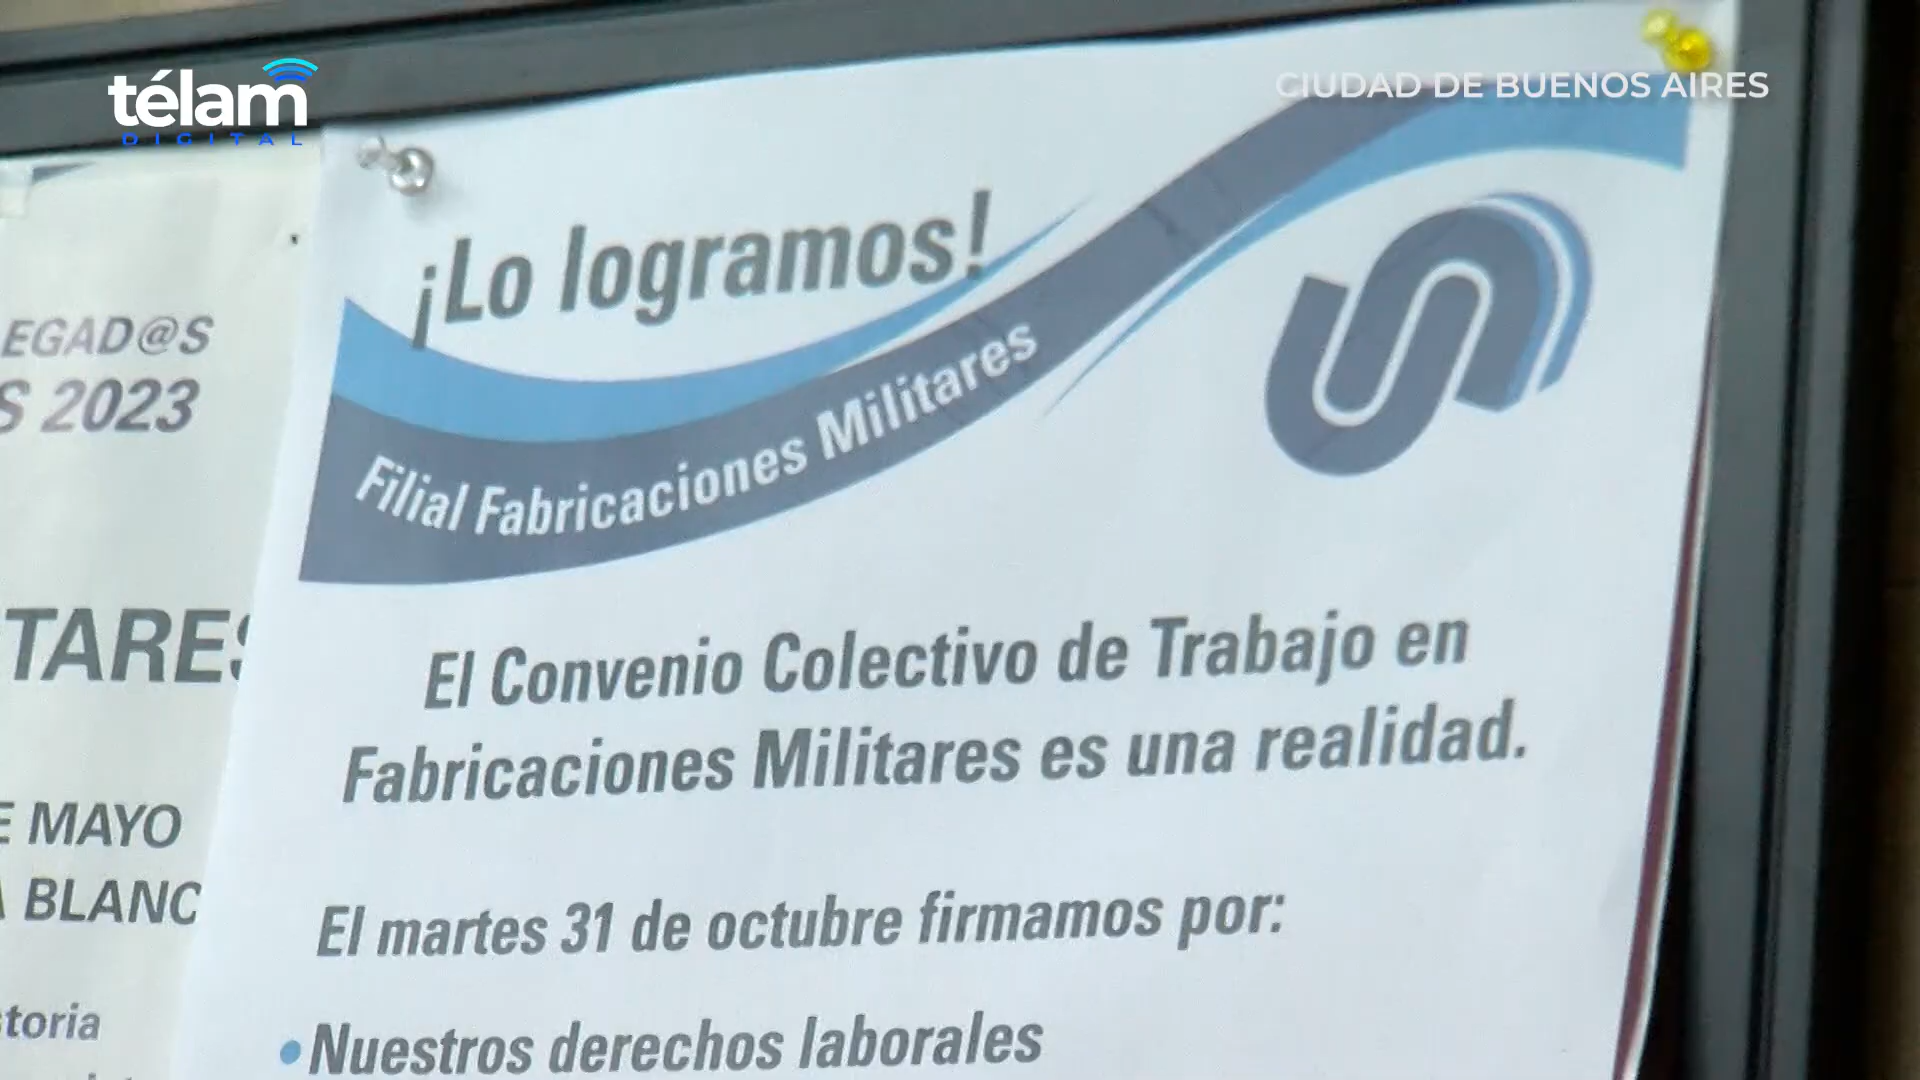 télam
DIGITAL
CIUDAD DE BUENOS AIRES
¡Lo logramos!
Filial Fabricaciones Militares
El Convenio Colectivo de Trabajo en
Fabricaciones Militares es una realidad.
El martes 31 de octubre firmamos por:
• Nuestros derechos laborales
EGAD@S
S 2023
TARES
E MAYO
A BLANC
toria